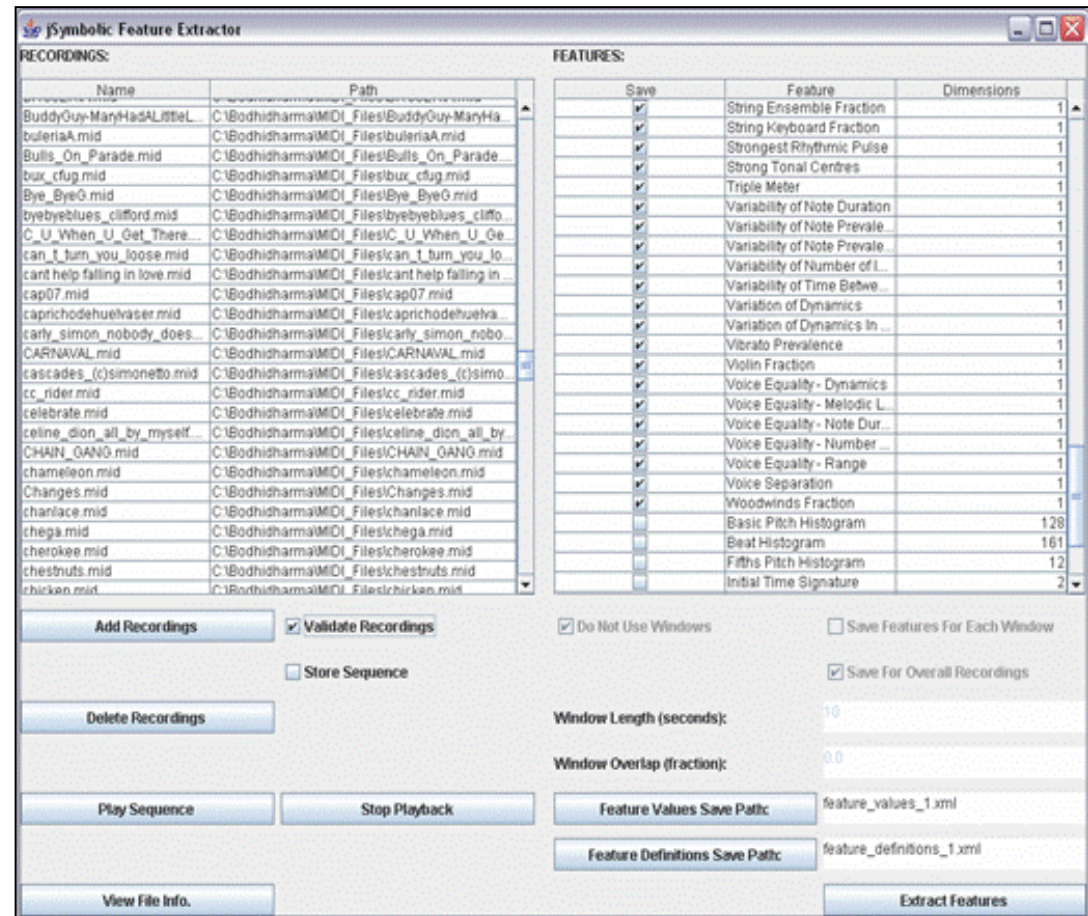 jSymbolic Feature Extractor
RECORDINGS:
Name Path
BuddyGuy-MaryHadALitttleL... C:\Bodhidharma\MIDI_Files\BuddyGuy-MaryHa...
buleriaA.mid C:\Bodhidharma\MIDI_Files\buleriaA.mid
Bulls_On_Parade.mid C:\Bodhidharma\MIDI_Files\Bulls_On_Parade....
bux_cfug.mid C:\Bodhidharma\MIDI_Files\bux_cfug.mid
Bye_ByeG.mid C:\Bodhidharma\MIDI_Files\Bye_ByeG.mid
byebyeblues_clifford.mid C:\Bodhidharma\MIDI_Files\byebyeblues_cliffo...
C_U_When_U_Get_There.... C:\Bodhidharma\MIDI_Files\C_U_When_U_Ge...
can_t_turn_you_loose.mid C:\Bodhidharma\MIDI_Files\can_t_turn_you_lo...
cant help falling in love.mid C:\Bodhidharma\MIDI_Files\cant help falling in ...
cap07.mid C:\Bodhidharma\MIDI_Files\cap07.mid
caprichodehuelvaser.mid C:\Bodhidharma\MIDI_Files\caprichodehuelva...
carly_simon_nobody_does... C:\Bodhidharma\MIDI_Files\carly_simon_nobo...
CARNAVAL.mid C:\Bodhidharma\MIDI_Files\CARNAVAL.mid
cascades_(c)simonetto.mid C:\Bodhidharma\MIDI_Files\cascades_(c)simo...
cc_rider.mid C:\Bodhidharma\MIDI_Files\cc_rider.mid
celebrate.mid C:\Bodhidharma\MIDI_Files\celebrate.mid
celine_dion_all_by_myself.... C:\Bodhidharma\MIDI_Files\celine_dion_all_by...
CHAIN_GANG.mid C:\Bodhidharma\MIDI_Files\CHAIN_GANG.mid
chameleon.mid C:\Bodhidharma\MIDI_Files\chameleon.mid
Changes.mid C:\Bodhidharma\MIDI_Files\Changes.mid
chanlace.mid C:\Bodhidharma\MIDI_Files\chanlace.mid
chega.mid C:\Bodhidharma\MIDI_Files\chega.mid
cherokee.mid C:\Bodhidharma\MIDI_Files\cherokee.mid
chestnuts.mid C:\Bodhidharma\MIDI_Files\chestnuts.mid
chicken.mid C:\Bodhidharma\MIDI_Files\chicken.mid
FEATURES:
Save Feature Dimensions
String Ensemble Fraction 1
String Keyboard Fraction 1
Strongest Rhythmic Pulse 1
Strong Tonal Centres 1
Triple Meter 1
Variability of Note Duration 1
Variability of Note Prevale... 1
Variability of Note Prevale... 1
Variability of Number of I... 1
Variability of Time Betwe... 1
Variation of Dynamics 1
Variation of Dynamics In ... 1
Vibrato Prevalence 1
Violin Fraction 1
Voice Equality - Dynamics 1
Voice Equality - Melodic L... 1
Voice Equality - Note Dur... 1
Voice Equality - Number ... 1
Voice Equality - Range 1
Voice Separation 1
Woodwinds Fraction 1
Basic Pitch Histogram 128
Beat Histogram 161
Fifths Pitch Histogram 12
Initial Time Signature 2
Add Recordings Validate Recordings Do Not Use Windows Save Features For Each Window
Store Sequence Save For Overall Recordings
Delete Recordings Window Length (seconds): 10
Window Overlap (fraction): 0.0
Play Sequence Stop Playback Feature Values Save Path: feature_values_1.xml
Feature Definitions Save Path: feature_definitions_1.xml
View File Info. Extract Features